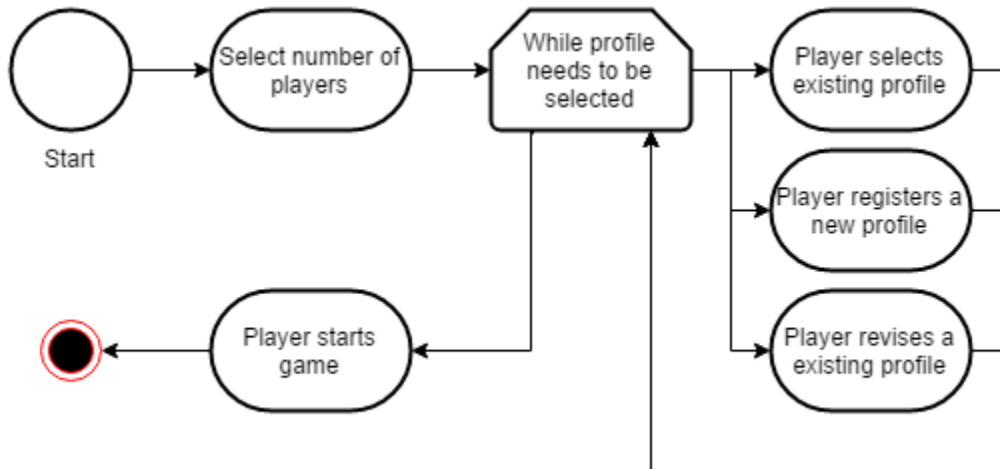 Start
Select number of
players
While profile
needs to be
selected
Player selects
existing profile
Player registers a
new profile
Player revises a
existing profile
Player starts
game